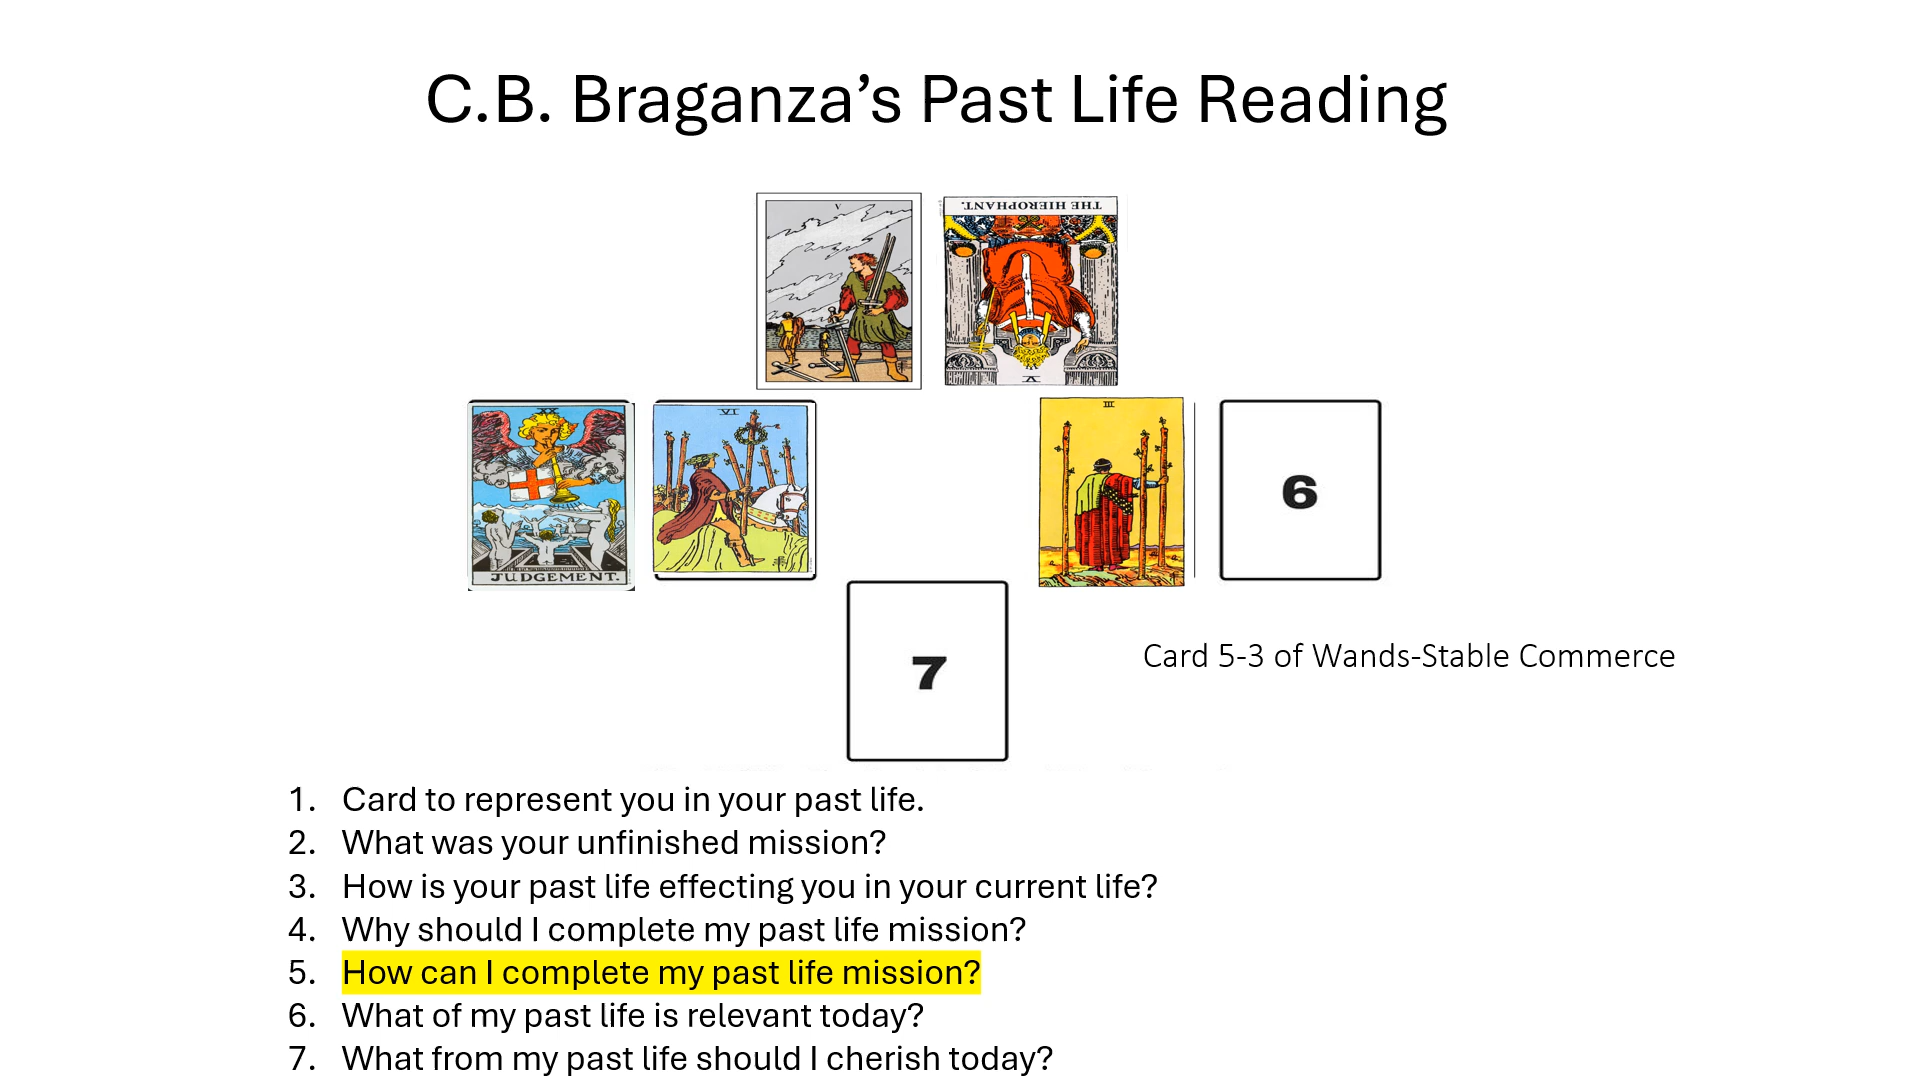 C.B. Braganza’s Past Life Reading
V
THE HIEROPHANT.
V
XX
JUDGEMENT.
VI
III
6
7
Card 5-3 of Wands-Stable Commerce
1. Card to represent you in your past life.
2. What was your unfinished mission?
3. How is your past life effecting you in your current life?
4. Why should I complete my past life mission?
5. How can I complete my past life mission?
6. What of my past life is relevant today?
7. What from my past life should I cherish today?